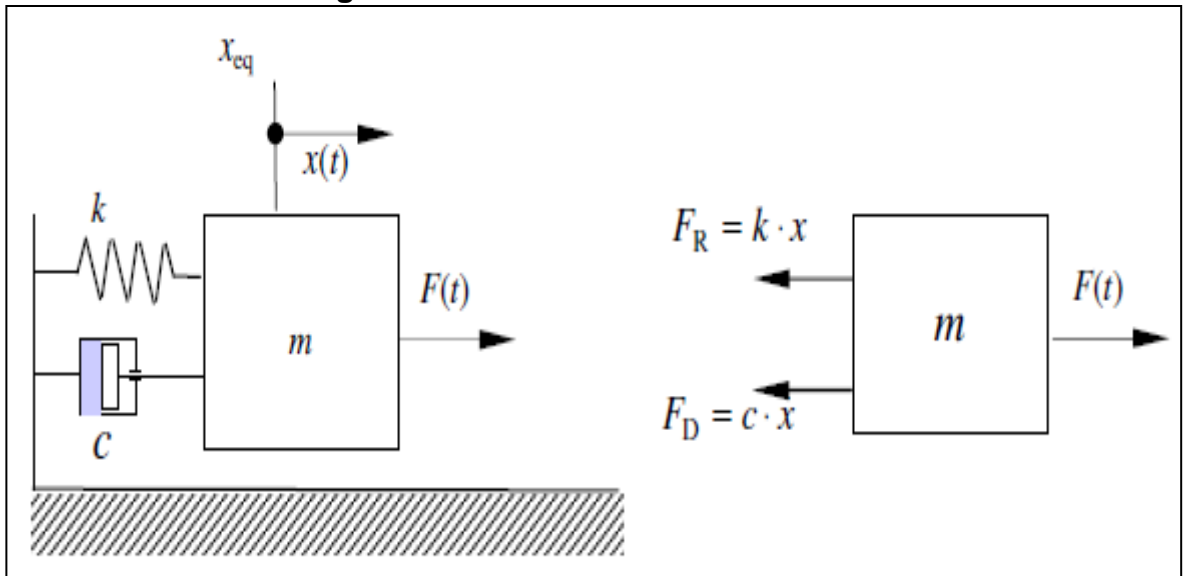 x_eq
x(t)
k
F(t)
m
C
F_R = k · x
F(t)
m
F_D = c · x